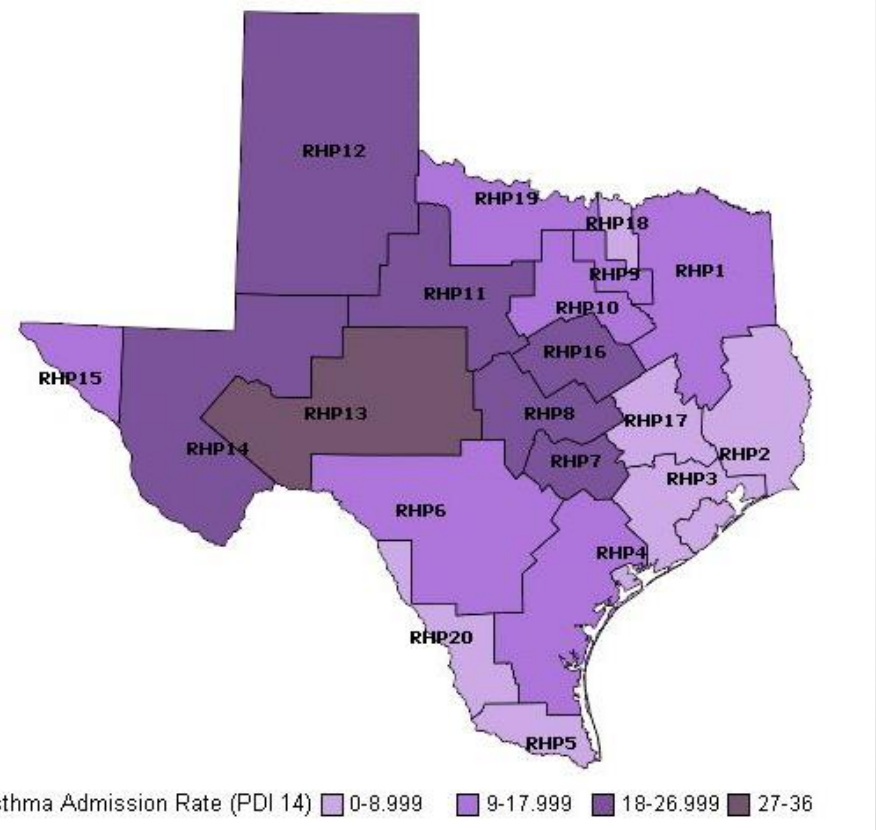 RHP12
RHP19
RHP18
RHP9
RHP1
RHP11
RHP10
RHP16
RHP15
RHP13
RHP8
RHP17
RHP14
RHP7
RHP2
RHP3
RHP6
RHP4
RHP20
RHP5
sthma Admission Rate (PDI 14) 0-8.999 9-17.999 18-26.999 27-36